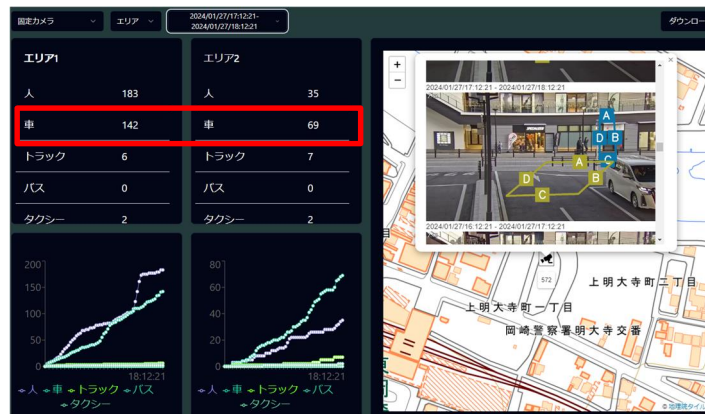 固定カメラ
エリア
2024/01/27/17:12:21-
2024/01/27/18:12:21
ダウンロー
エリア1
人 183
車 142
トラック 6
バス 0
タクシー 2
エリア2
人 35
車 69
トラック 7
バス 0
タクシー 2
200
150
100
50
0
18:12:21
人 車 トラック バス
タクシー
80
60
40
20
0
18:12:21
人 車 トラック バス
タクシー
+
−
×
2024/01/27/17:12:21 - 2024/01/27/18:12:21
A
D B
C
A
D B
C
2024/01/27/16:12:21 - 2024/01/27/17:12:21
572
上明大寺町二丁目
上明大寺町一丁目
岡崎警察署明大寺交番
© 地理院タイル